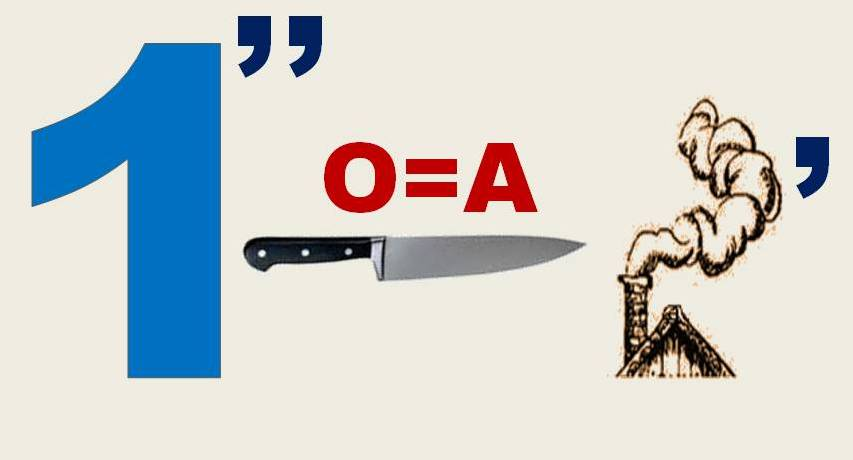 1 ,,
O=A
,